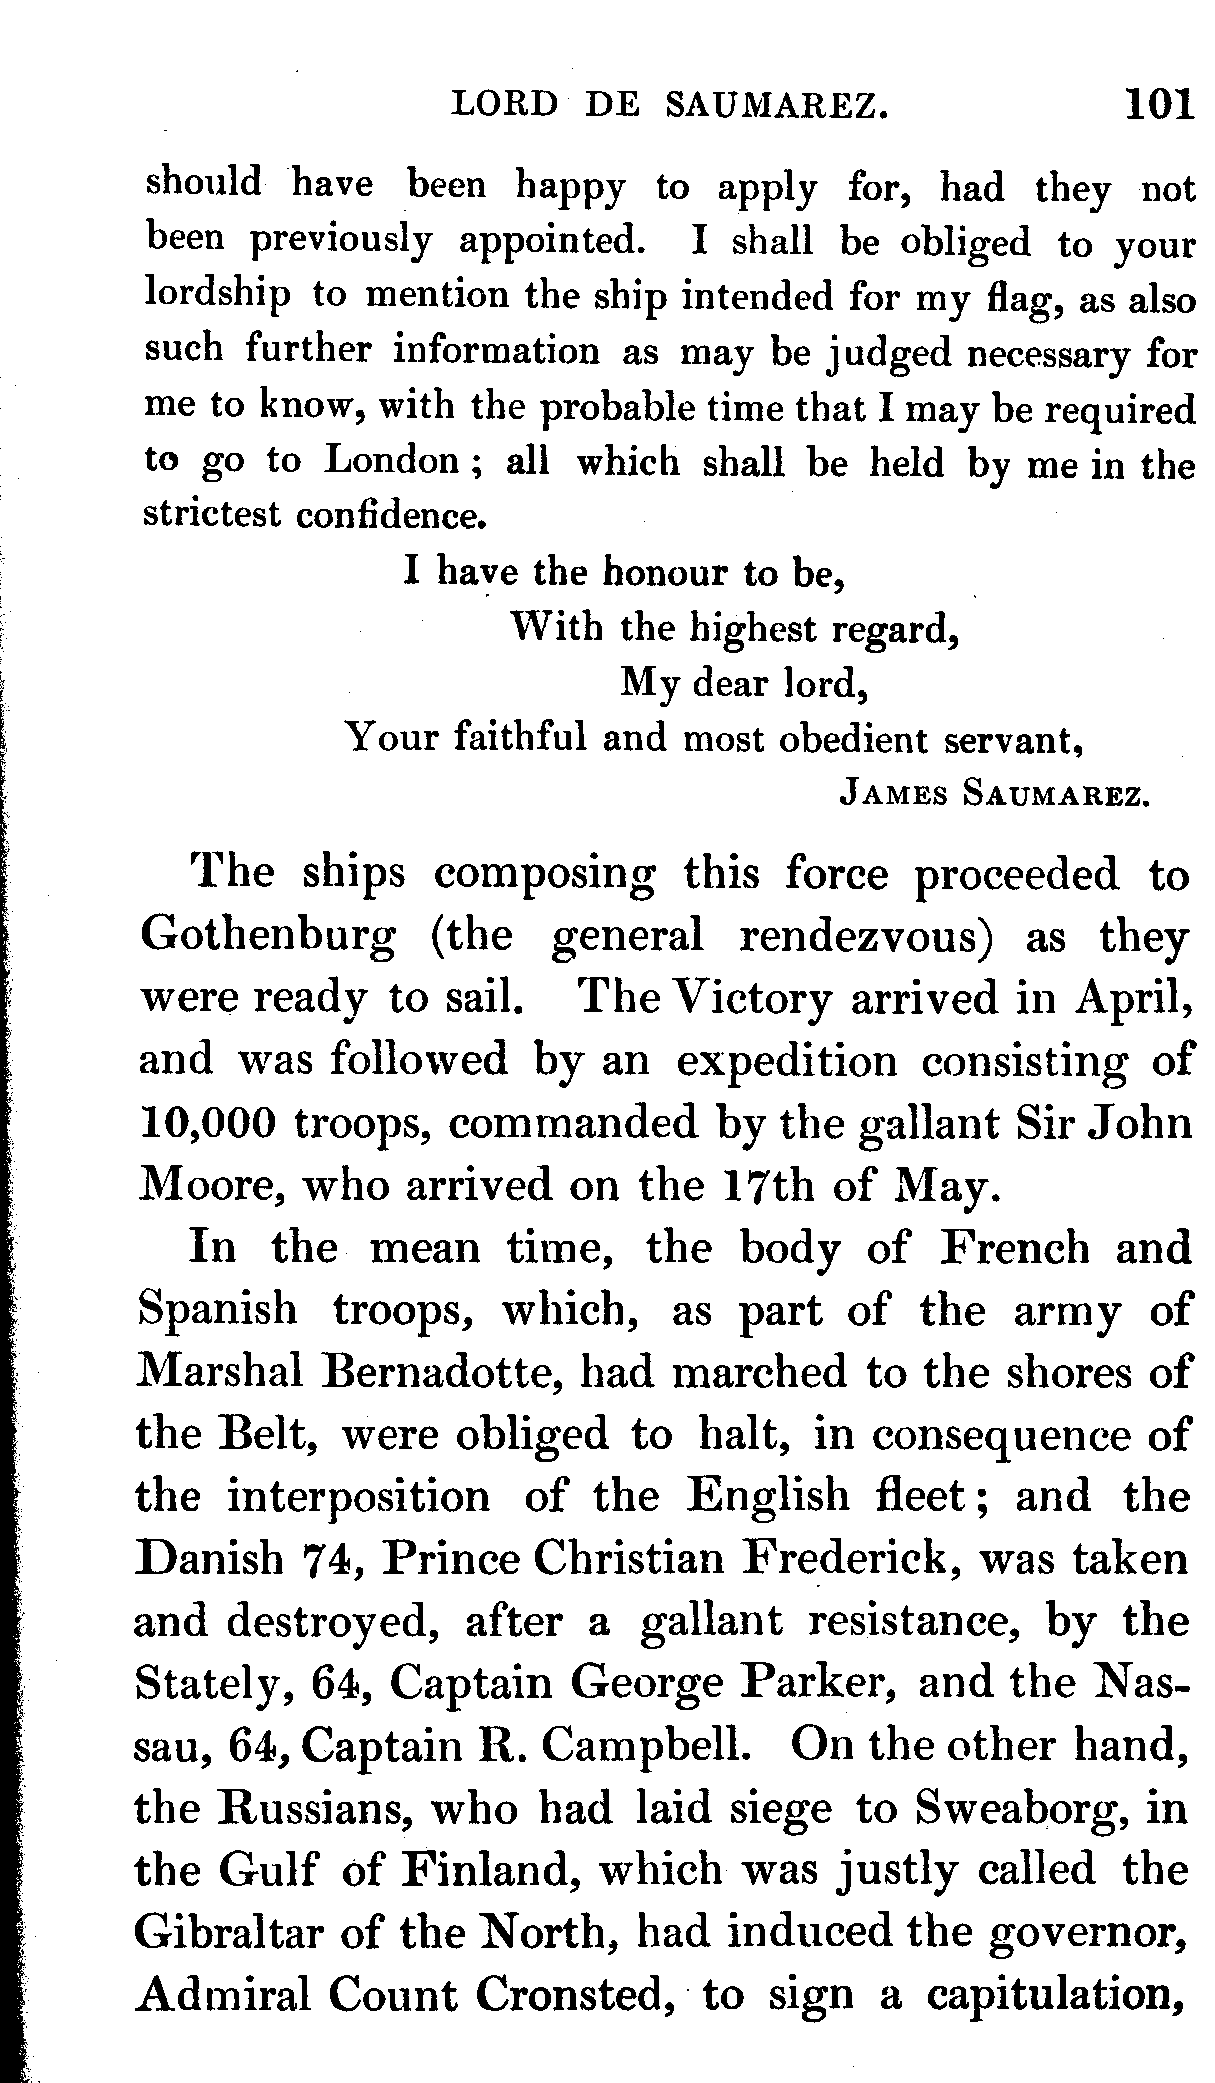 LORD DE SAUMAREZ. 101
should have been happy to apply for, had they not
been previously appointed. I shall be obliged to your
lordship to mention the ship intended for my flag, as also
such further information as may be judged necessary for
me to know, with the probable time that I may be required
to go to London ; all which shall be held by me in the
strictest confidence.
I have the honour to be,
With the highest regard,
My dear lord,
Your faithful and most obedient servant,
JAMES SAUMAREZ.
The ships composing this force proceeded to
Gothenburg (the general rendezvous) as they
were ready to sail. The Victory arrived in April,
and was followed by an expedition consisting of
10,000 troops, commanded by the gallant Sir John
Moore, who arrived on the 17th of May.
In the mean time, the body of French and
Spanish troops, which, as part of the army of
Marshal Bernadotte, had marched to the shores of
the Belt, were obliged to halt, in consequence of
the interposition of the English fleet ; and the
Danish 74, Prince Christian Frederick, was taken
and destroyed, after a gallant resistance, by the
Stately, 64, Captain George Parker, and the Nas-
sau, 64, Captain R. Campbell. On the other hand,
the Russians, who had laid siege to Sweaborg, in
the Gulf of Finland, which was justly called the
Gibraltar of the North, had induced the governor,
Admiral Count Cronsted, to sign a capitulation,